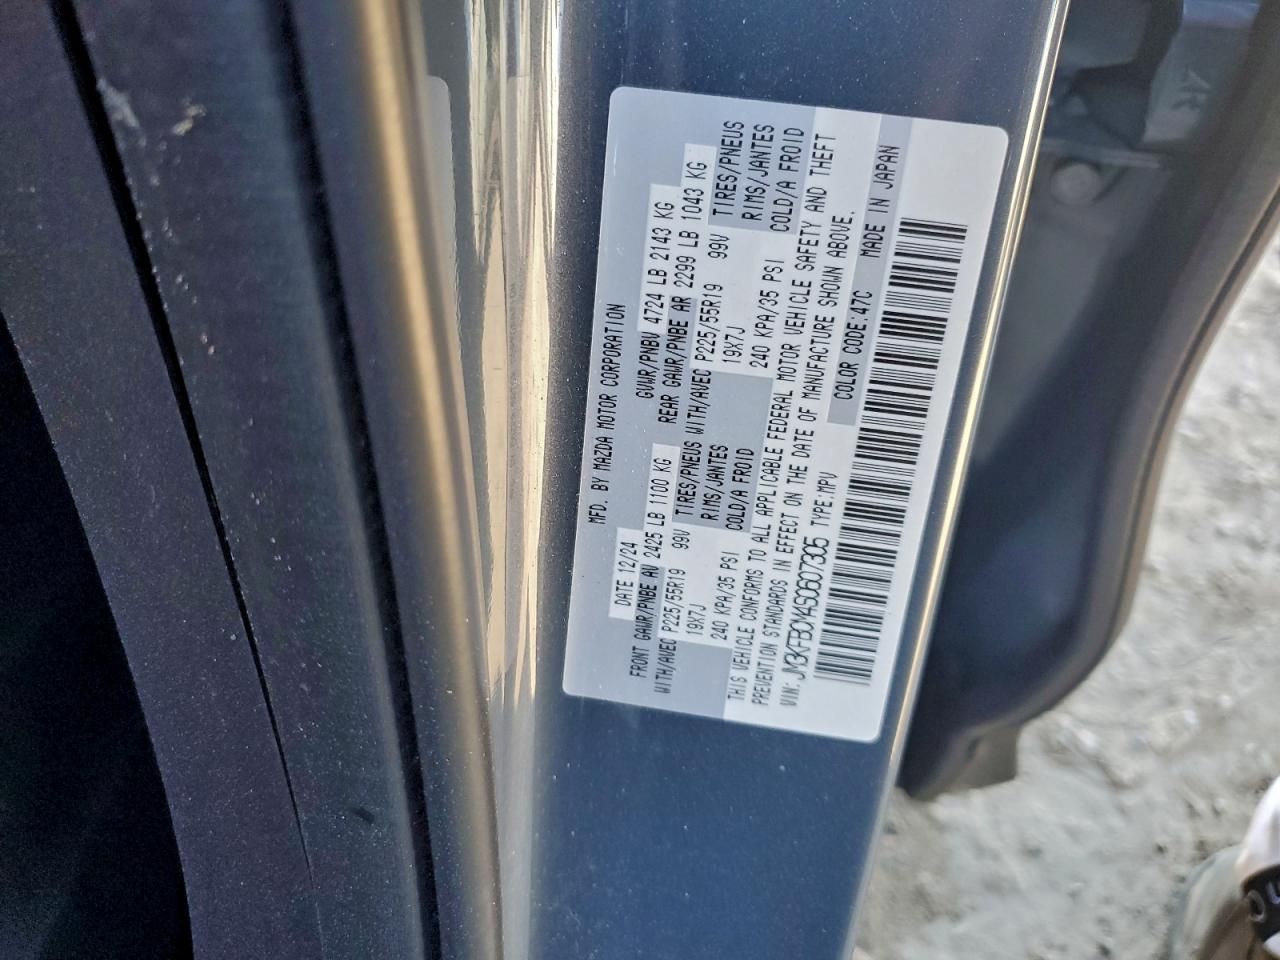 MFD. BY MAZDA MOTOR CORPORATION
DATE 12/24 GVWR/PNBV 4724 LB 2143 KG
FRONT GAWR/PNBE AV 2425 LB 1100 KG REAR GAWR/PNBE AR 2299 LB 1043 KG
WITH/AVEC P225/55R19 99V TIRES/PNEUS WITH/AVEC P225/55R19 99V TIRES/PNEUS
19X7J RIMS/JANTES 19X7J RIMS/JANTES
240 KPA/35 PSI COLD/A FROID 240 KPA/35 PSI COLD/A FROID
THIS VEHICLE CONFORMS TO ALL APPLICABLE FEDERAL MOTOR VEHICLE SAFETY AND THEFT
PREVENTION STANDARDS IN EFFECT ON THE DATE OF MANUFACTURE SHOWN ABOVE.
VIN: JM3KFBCM4S0607305 TYPE:MPV COLOR CODE:47C MADE IN JAPAN